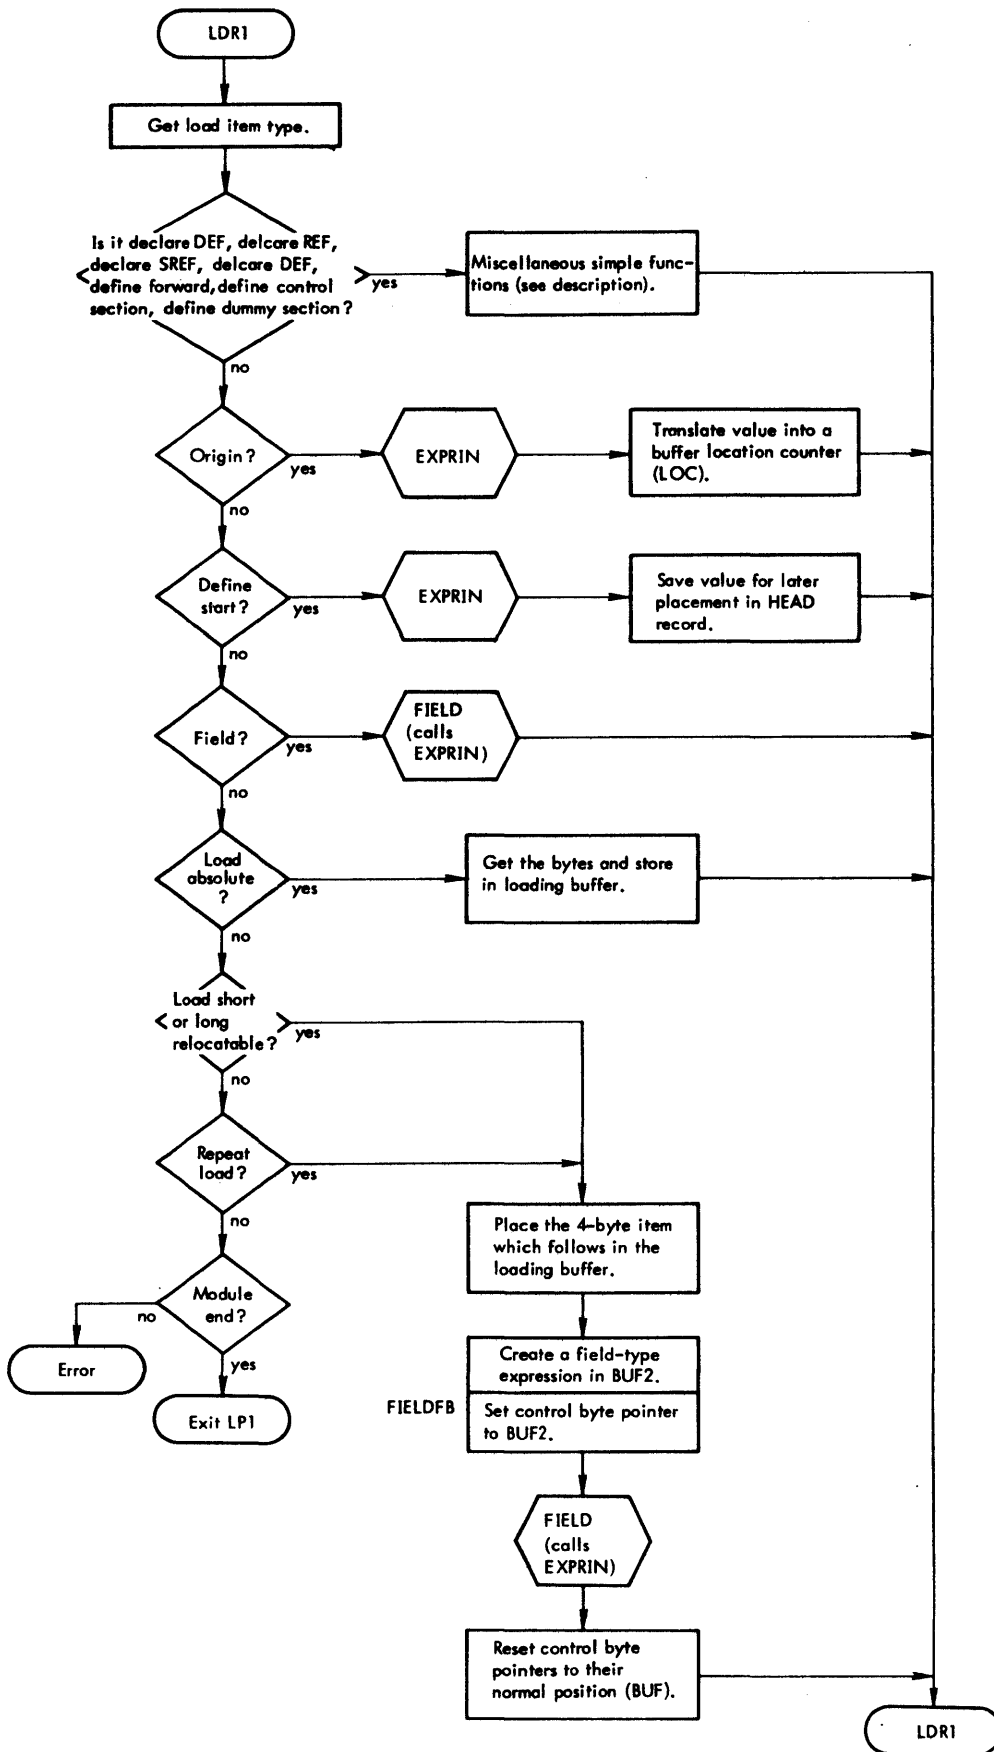 LDR1
Get load item type.
Is it declare DEF, delcare REF,
declare SREF, delcare DEF,
define forward, define control
section, define dummy section?
yes
Miscellaneous simple func-
tions (see description).
no
Origin?
yes
EXPRIN
Translate value into a
buffer location counter
(LOC).
no
Define
start?
yes
EXPRIN
Save value for later
placement in HEAD
record.
no
Field?
yes
FIELD
(calls
EXPRIN)
no
Load
absolute
?
yes
Get the bytes and store
in loading buffer.
no
Load short
or long
relocatable?
yes
no
Repeat
load?
yes
no
Place the 4-byte item
which follows in the
loading buffer.
Module
end?
no
Error
yes
Exit LP1
Create a field-type
expression in BUF2.
FIELDFB
Set control byte pointer
to BUF2.
FIELD
(calls
EXPRIN)
Reset control byte
pointers to their
normal position (BUF).
LDR1